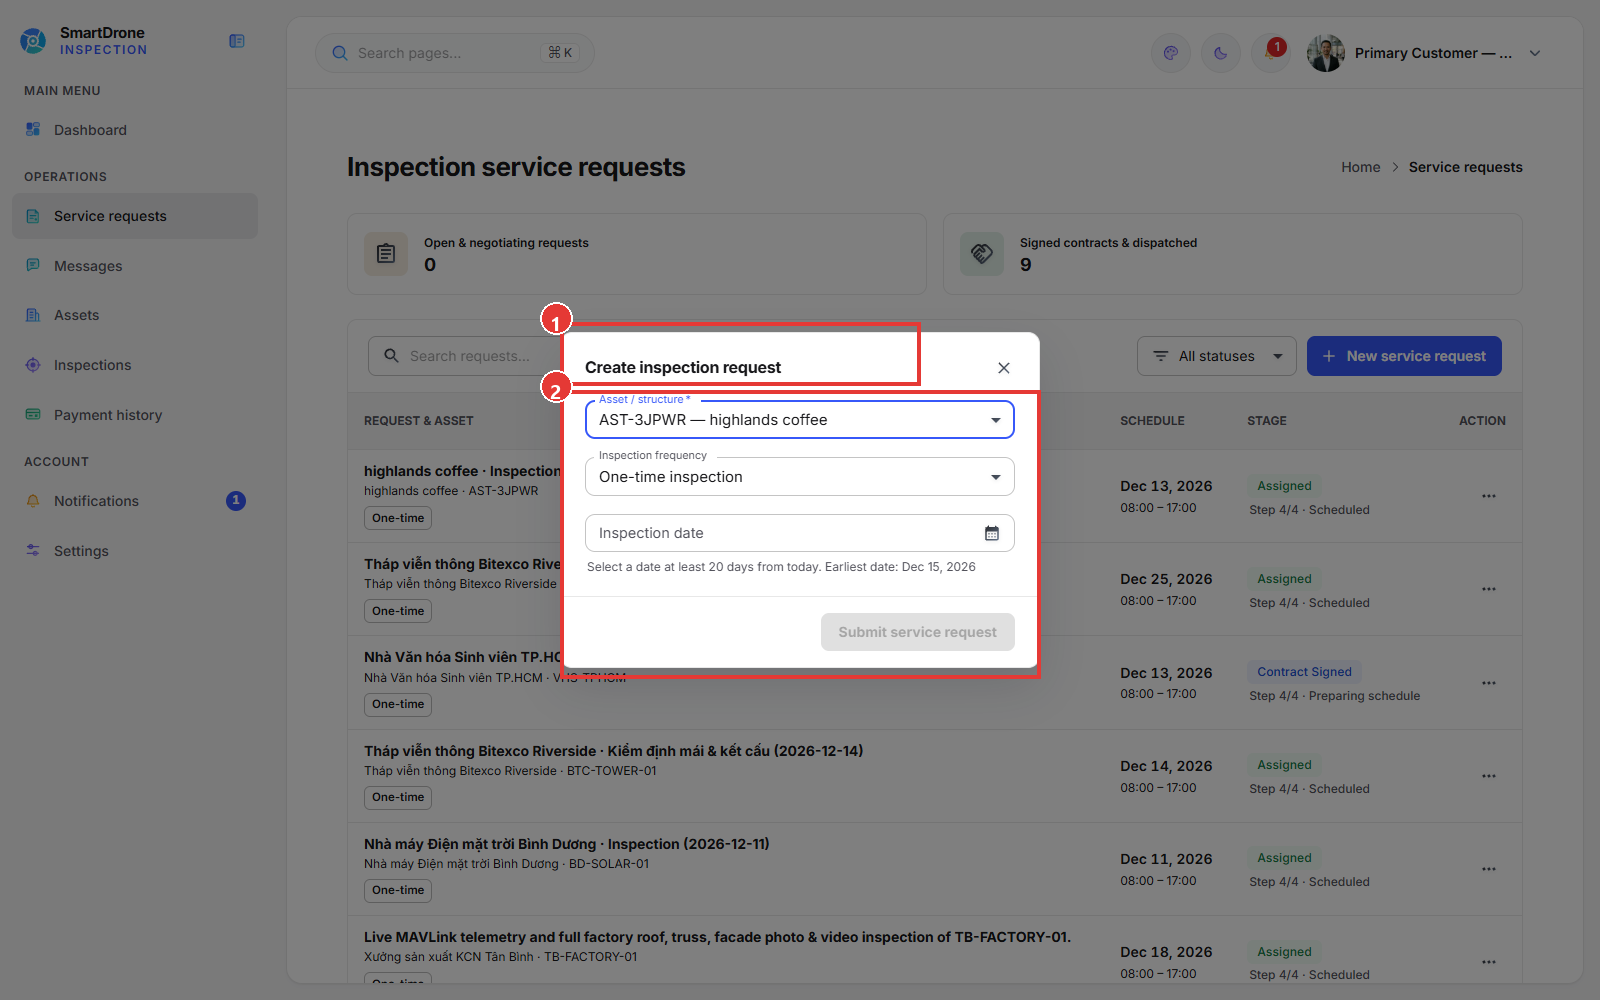 SmartDrone
INSPECTION
MAIN MENU
Dashboard
OPERATIONS
Service requests
Messages
Assets
Inspections
Payment history
ACCOUNT
Notifications
1
Settings
Search pages...
⌘ K
1
Primary Customer — ...
Inspection service requests
Home > Service requests
Open & negotiating requests
0
Signed contracts & dispatched
9
Search requests...
All statuses
+ New service request
REQUEST & ASSET
SCHEDULE
STAGE
ACTION
highlands coffee · Inspection
highlands coffee · AST-3JPWR
One-time
Dec 13, 2026
08:00 – 17:00
Assigned
Step 4/4 · Scheduled
Tháp viễn thông Bitexco Rive
Tháp viễn thông Bitexco Riverside
One-time
Dec 25, 2026
08:00 – 17:00
Assigned
Step 4/4 · Scheduled
Nhà Văn hóa Sinh viên TP.HC
Nhà Văn hóa Sinh viên TP.HCM · VHS-TPHCM
One-time
Dec 13, 2026
08:00 – 17:00
Contract Signed
Step 4/4 · Preparing schedule
Tháp viễn thông Bitexco Riverside · Kiểm định mái & kết cấu (2026-12-14)
Tháp viễn thông Bitexco Riverside · BTC-TOWER-01
One-time
Dec 14, 2026
08:00 – 17:00
Assigned
Step 4/4 · Scheduled
Nhà máy Điện mặt trời Bình Dương · Inspection (2026-12-11)
Nhà máy Điện mặt trời Bình Dương · BD-SOLAR-01
One-time
Dec 11, 2026
08:00 – 17:00
Assigned
Step 4/4 · Scheduled
Live MAVLink telemetry and full factory roof, truss, facade photo & video inspection of TB-FACTORY-01.
Xưởng sản xuất KCN Tân Bình · TB-FACTORY-01
One-time
Dec 18, 2026
08:00 – 17:00
Assigned
Step 4/4 · Scheduled
1
Create inspection request
2
Asset / structure *
AST-3JPWR — highlands coffee
Inspection frequency
One-time inspection
Inspection date
Select a date at least 20 days from today. Earliest date: Dec 15, 2026
Submit service request